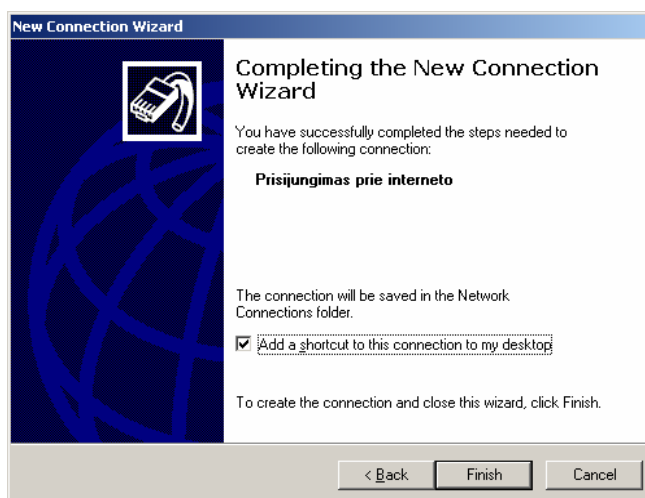 New Connection Wizard
Completing the New Connection
Wizard
You have successfully completed the steps needed to
create the following connection:
Prisijungimas prie interneto
The connection will be saved in the Network
Connections folder.
Add a shortcut to this connection to my desktop
To create the connection and close this wizard, click Finish.
< Back Finish Cancel